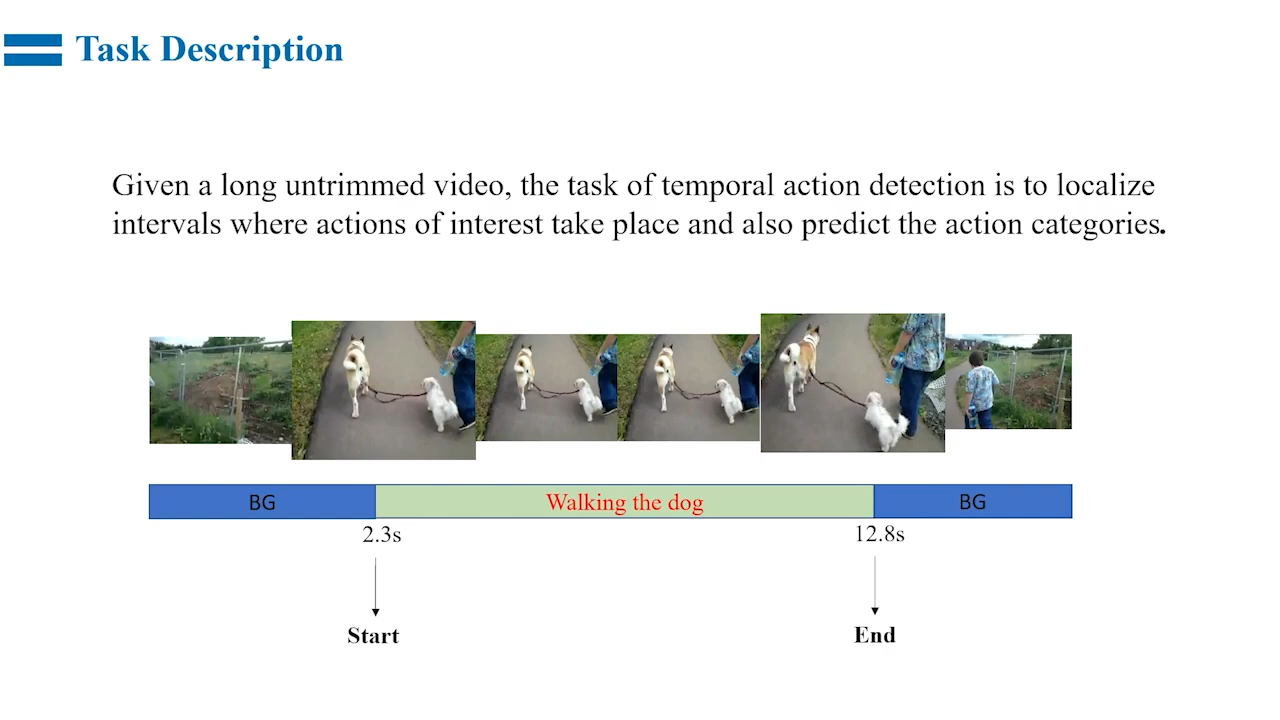 Task Description
Given a long untrimmed video, the task of temporal action detection is to localize
intervals where actions of interest take place and also predict the action categories.
BG
Walking the dog
BG
2.3s
12.8s
Start
End